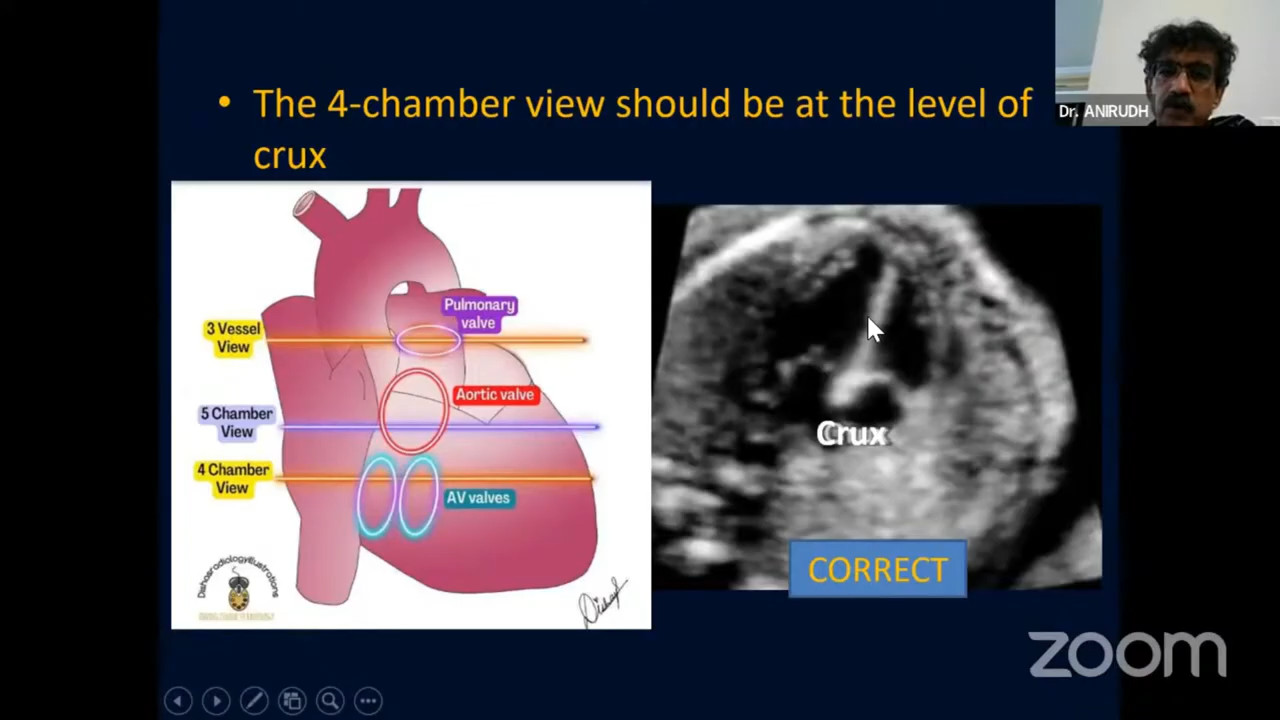 • The 4-chamber view should be at the level of
crux
Dr. ANIRUDH
Pulmonary
valve
3 Vessel
View
Aortic valve
5 Chamber
View
4 Chamber
View
AV valves
DishasradiologyIllustrations
Crux
CORRECT
zoom